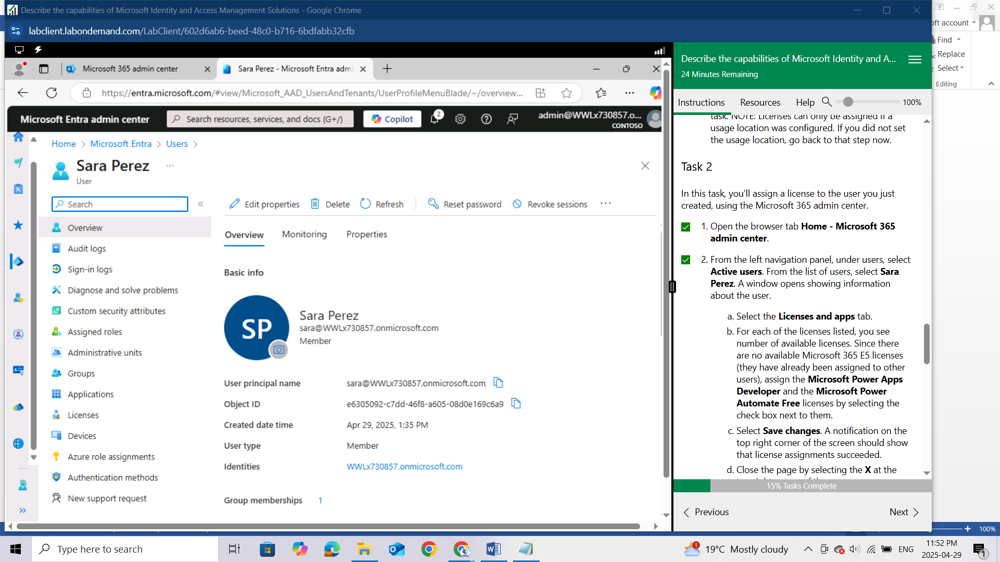 Describe the capabilities of Microsoft Identity and Access Management Solutions - Google Chrome
labclient.labondemand.com/LabClient/602d6ab6-beed-48c0-b716-6bdfabb32cfb
Microsoft 365 admin center
Sara Perez - Microsoft Entra admi
https://entra.microsoft.com/#view/Microsoft_AAD_UsersAndTenants/UserProfileMenuBlade/~/overview...
Microsoft Entra admin center
Search resources, services, and docs (G+/)
Copilot
2
admin@WWLx730857.o...
CONTOSO
Home > Microsoft Entra > Users >
Sara Perez ...
User
Search
Overview
Audit logs
Sign-in logs
Diagnose and solve problems
Custom security attributes
Assigned roles
Administrative units
Groups
Applications
Licenses
Devices
Azure role assignments
Authentication methods
New support request
Edit properties Delete Refresh Reset password Revoke sessions ...
Overview Monitoring Properties
Basic info
SP
Sara Perez
sara@WWLx730857.onmicrosoft.com
Member
User principal name sara@WWLx730857.onmicrosoft.com
Object ID e6305092-c7dd-46f8-a605-08d0e169c6a9
Created date time Apr 29, 2025, 1:35 PM
User type Member
Identities WWLx730857.onmicrosoft.com
Group memberships 1
Describe the capabilities of Microsoft Identity and A...
24 Minutes Remaining
Instructions Resources Help 100%
task. NOTE: Licenses can only be assigned if a
usage location was configured. If you did not set
the usage location, go back to that step now.
Task 2
In this task, you'll assign a license to the user you just
created, using the Microsoft 365 admin center.
1. Open the browser tab Home - Microsoft 365
admin center.
2. From the left navigation panel, under users, select
Active users. From the list of users, select Sara
Perez. A window opens showing information
about the user.
a. Select the Licenses and apps tab.
b. For each of the licenses listed, you see
number of available licenses. Since there
are no available Microsoft 365 E5 licenses
(they have already been assigned to other
users), assign the Microsoft Power Apps
Developer and the Microsoft Power
Automate Free licenses by selecting the
check box next to them.
c. Select Save changes. A notification on the
top right corner of the screen should show
that license assignments succeeded.
d. Close the page by selecting the X at the
15% Tasks Complete
Previous
Next
oft account
Find
Replace
Select
Editing
100%
Type here to search
1
19°C Mostly cloudy
ENG
11:52 PM
2025-04-29
1